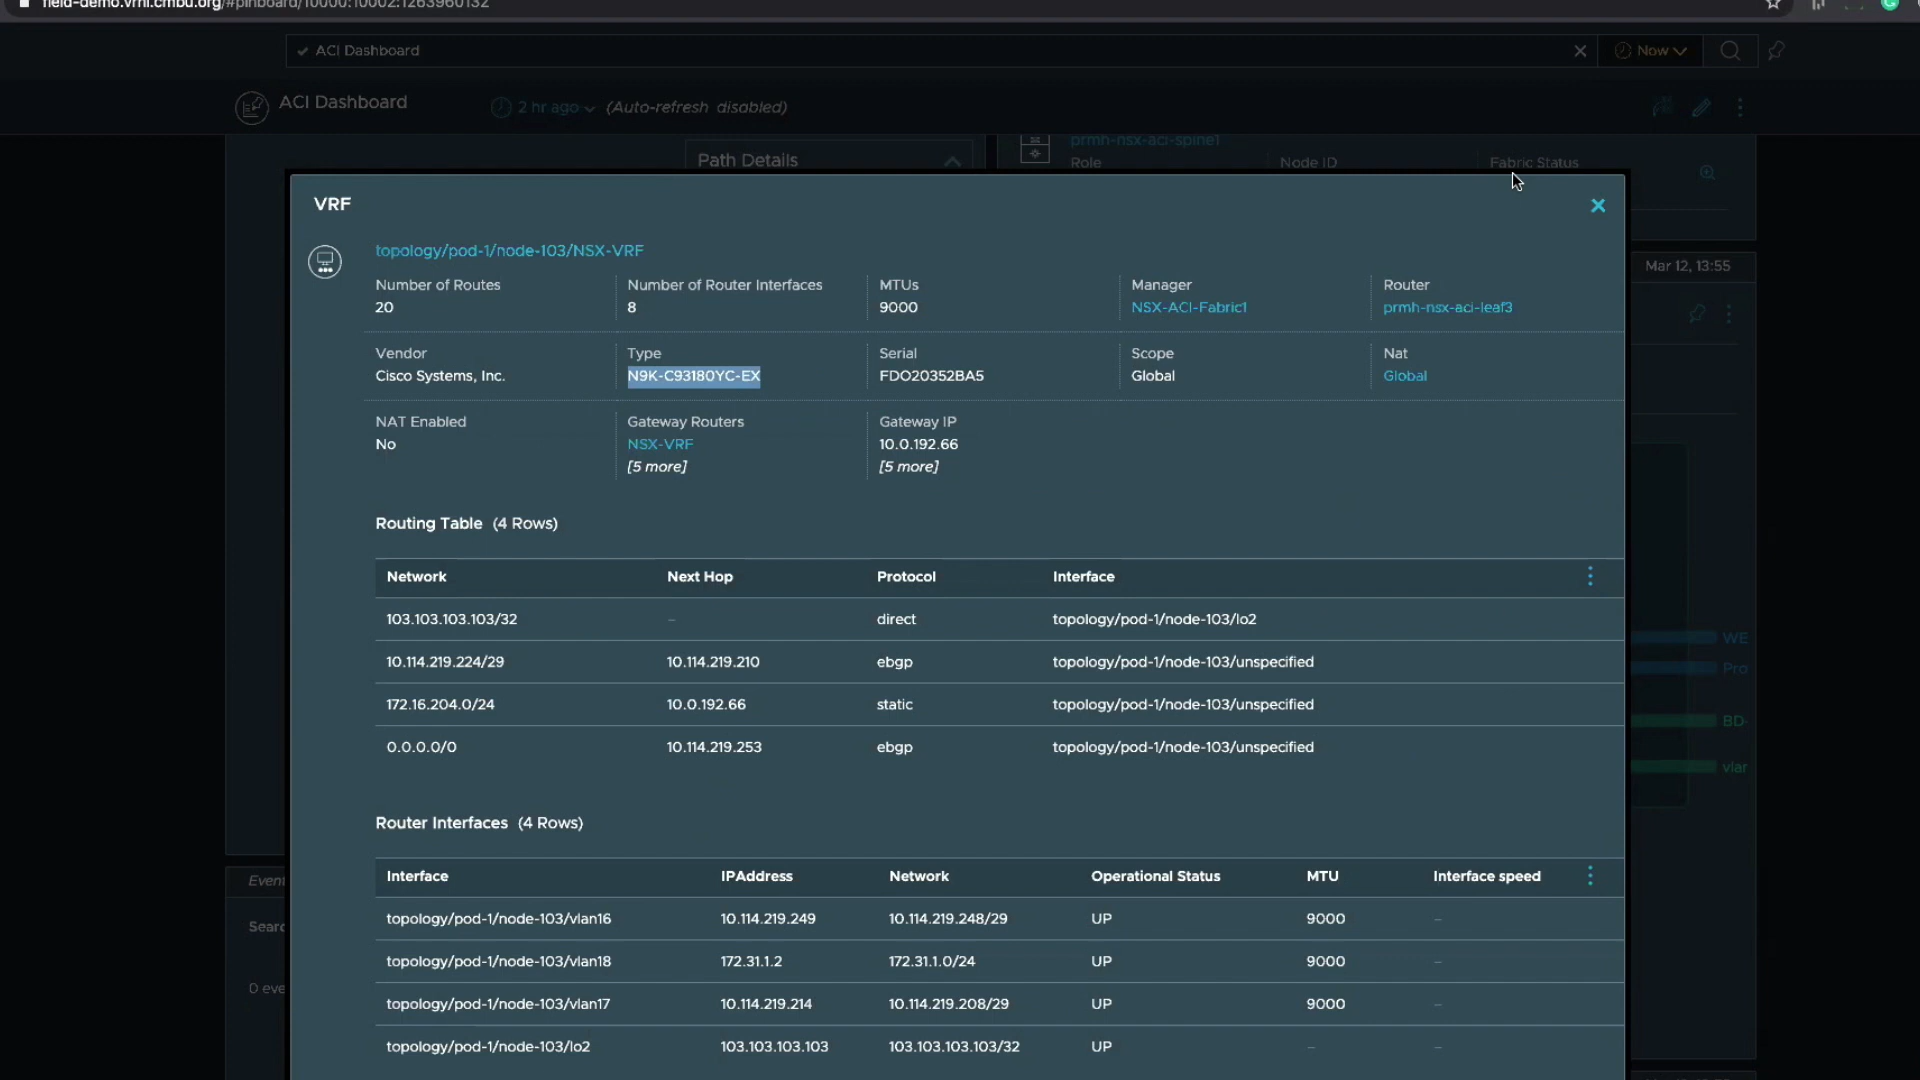 field-demo.vrni.cmbu.org/#pinboard/10000:10002:1263960132
ACI Dashboard
Now
ACI Dashboard
2 hr ago
(Auto-refresh disabled)
Path Details
prmh-nsx-aci-spine1
Role
Node ID
Fabric Status
Mar 12, 13:55
VRF
topology/pod-1/node-103/NSX-VRF
Number of Routes
20
Number of Router Interfaces
8
MTUs
9000
Manager
NSX-ACI-Fabric1
Router
prmh-nsx-aci-leaf3
Vendor
Cisco Systems, Inc.
Type
N9K-C93180YC-EX
Serial
FDO20352BA5
Scope
Global
Nat
Global
NAT Enabled
No
Gateway Routers
NSX-VRF
[5 more]
Gateway IP
10.0.192.66
[5 more]
Routing Table (4 Rows)
Network Next Hop Protocol Interface
103.103.103.103/32 – direct topology/pod-1/node-103/lo2
10.114.219.224/29 10.114.219.210 ebgp topology/pod-1/node-103/unspecified
172.16.204.0/24 10.0.192.66 static topology/pod-1/node-103/unspecified
0.0.0.0/0 10.114.219.253 ebgp topology/pod-1/node-103/unspecified
Router Interfaces (4 Rows)
Interface IPAddress Network Operational Status MTU Interface speed
topology/pod-1/node-103/vlan16 10.114.219.249 10.114.219.248/29 UP 9000 –
topology/pod-1/node-103/vlan18 172.31.1.2 172.31.1.0/24 UP 9000 –
topology/pod-1/node-103/vlan17 10.114.219.214 10.114.219.208/29 UP 9000 –
topology/pod-1/node-103/lo2 103.103.103.103 103.103.103.103/32 UP – –
WE
Pro
BD-
vlar
Event
Searc
0 eve